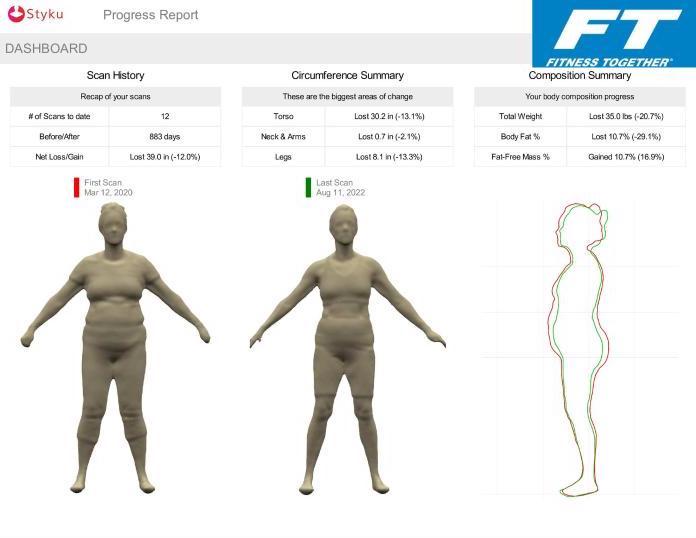 Styku
Progress Report
FT
FITNESS TOGETHER®
DASHBOARD
Scan History
Recap of your scans
# of Scans to date 12
Before/After 883 days
Net Loss/Gain Lost 39.0 in (-12.0%)
Circumference Summary
These are the biggest areas of change
Torso Lost 30.2 in (-13.1%)
Neck & Arms Lost 0.7 in (-2.1%)
Legs Lost 8.1 in (-13.3%)
Composition Summary
Your body composition progress
Total Weight Lost 35.0 lbs (-20.7%)
Body Fat % Lost 10.7% (-29.1%)
Fat-Free Mass % Gained 10.7% (16.9%)
First Scan
Mar 12, 2020
Last Scan
Aug 11, 2022